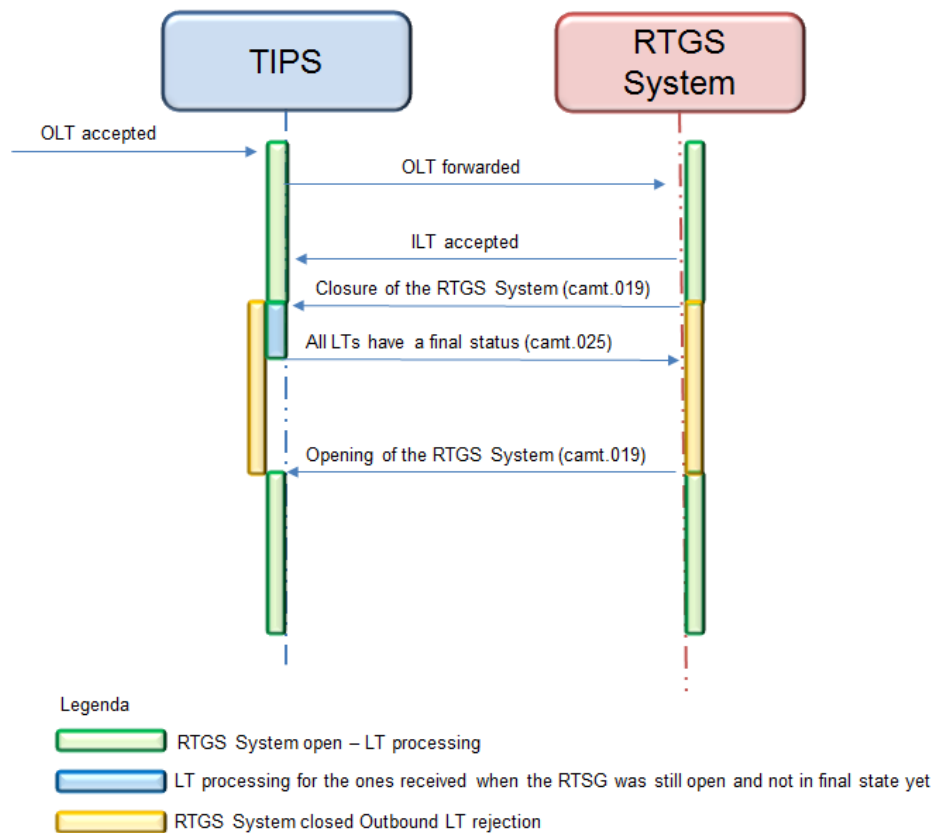 TIPS
RTGS
System
OLT accepted
OLT forwarded
ILT accepted
Closure of the RTGS System (camt.019)
All LTs have a final status (camt.025)
Opening of the RTGS System (camt.019)
Legenda
RTGS System open – LT processing
LT processing for the ones received when the RTSG was still open and not in final state yet
RTGS System closed Outbound LT rejection